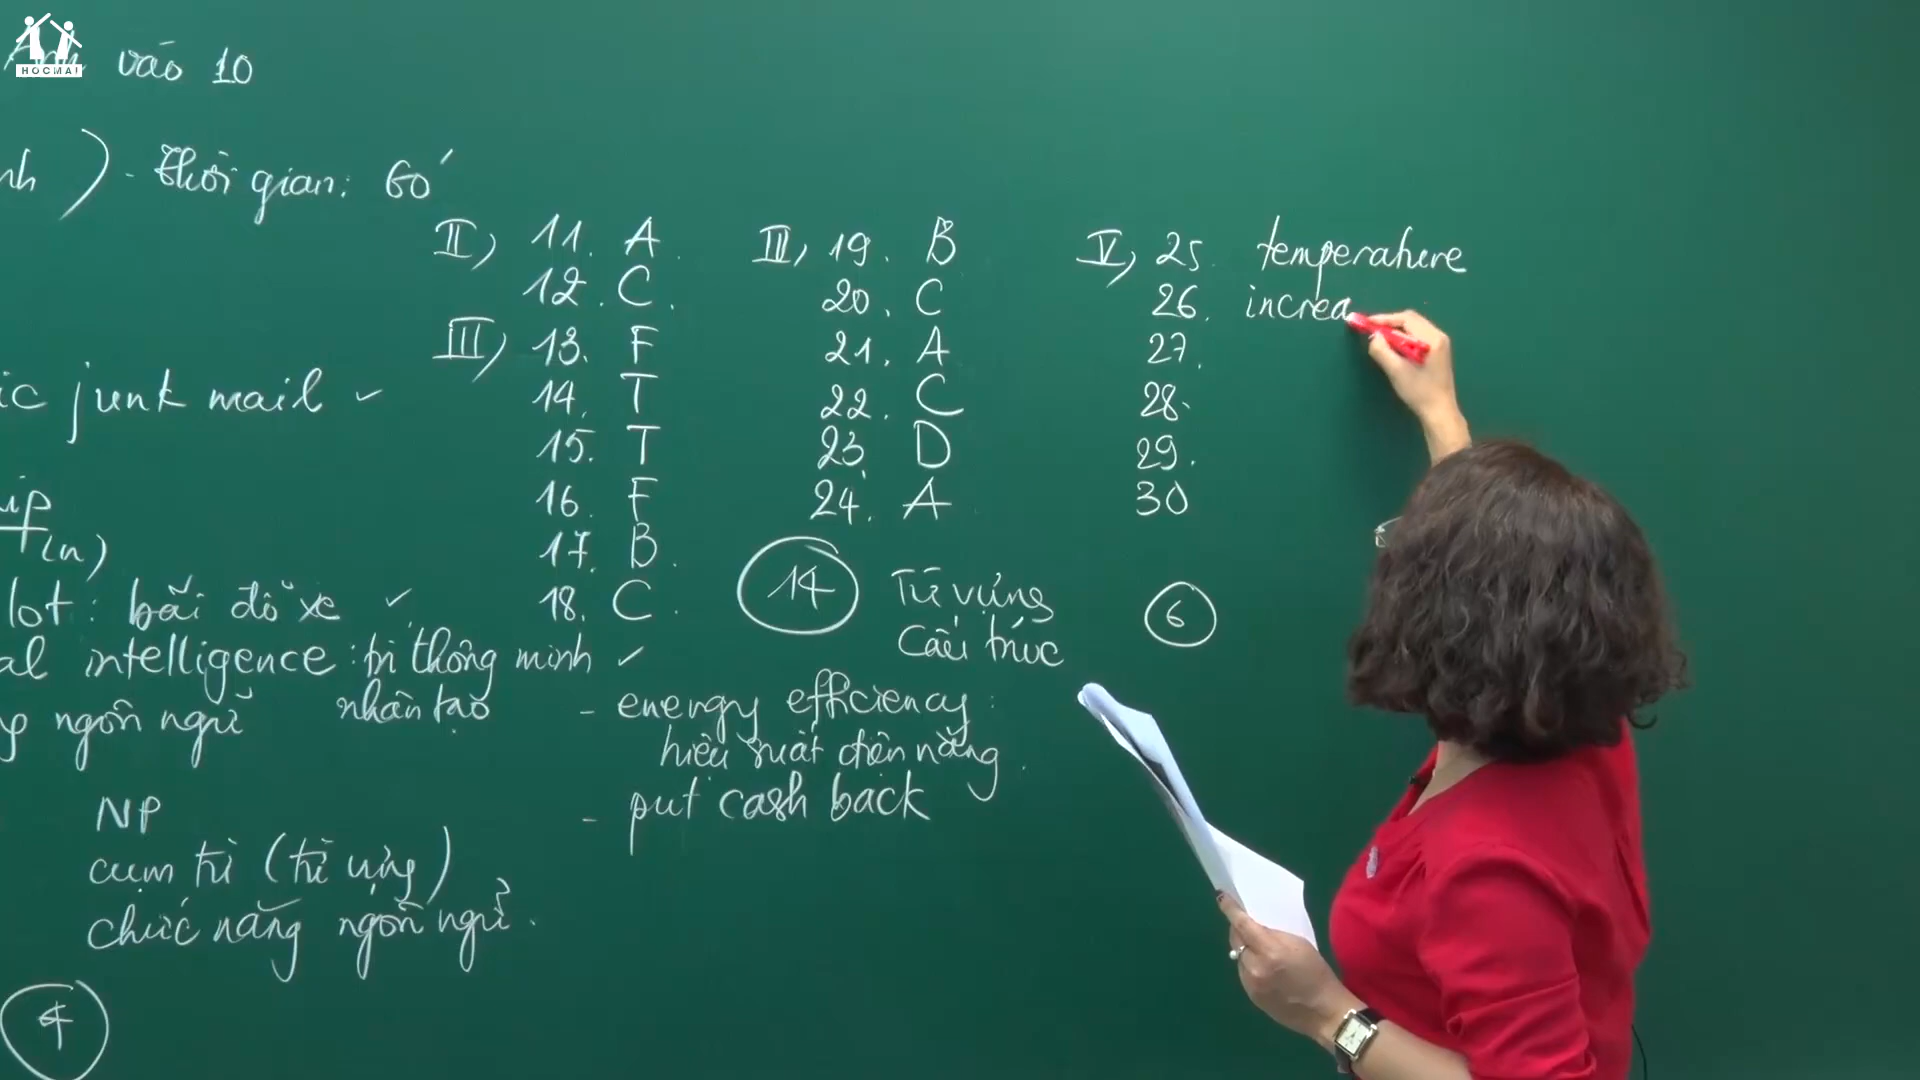 HOCMAI
Anh vào 10
nh ) - Thời gian: 60'
II) 11. A
12. C.
III) 13. F
14. T
15. T
16. F
17. B
18. C.
III) 19. B
20. C
21. A
22. C
23. D
24. A
V) 25. temperature
26. increa
27.
28.
29.
30
ic junk mail ✓
ip
(n)
lot: bãi đỗ xe ✓
al intelligence: trí thông minh ✓
nhân tạo
ngôn ngữ
NP
cụm từ (từ vựng)
chức năng ngôn ngữ.
4
14
Từ vựng
Cấu trúc
6
- energy efficiency:
hiệu suất điện năng.
- put cash back